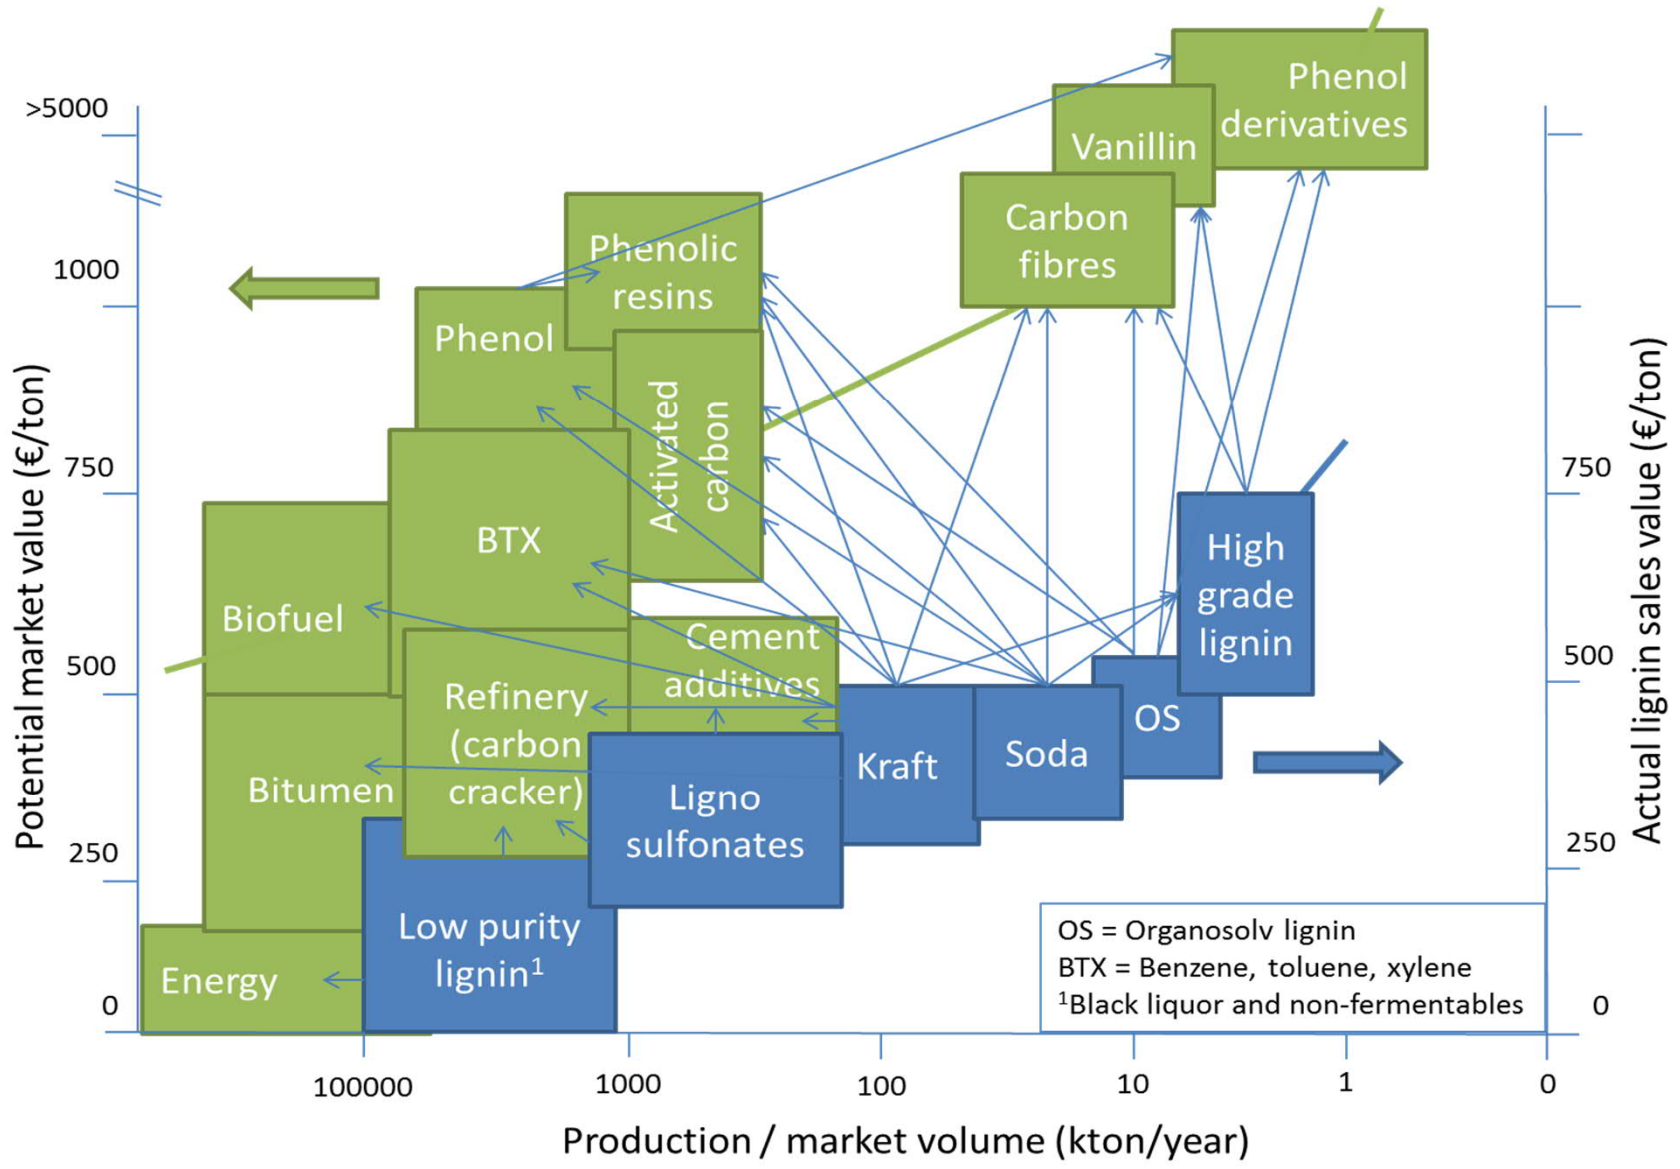 >5000
1000
750
500
250
0
Potential market value (€/ton)
Phenol
derivatives
Vanillin
Carbon
fibres
Phenolic
resins
Phenol
Activated
carbon
BTX
Biofuel
Cement
additives
Refinery
(carbon
cracker)
Bitumen
Energy
High
grade
lignin
OS
Soda
Kraft
Ligno
sulfonates
Low purity
lignin¹
750
500
250
0
Actual lignin sales value (€/ton)
OS = Organosolv lignin
BTX = Benzene, toluene, xylene
¹Black liquor and non-fermentables
100000
1000
100
10
1
0
Production / market volume (kton/year)